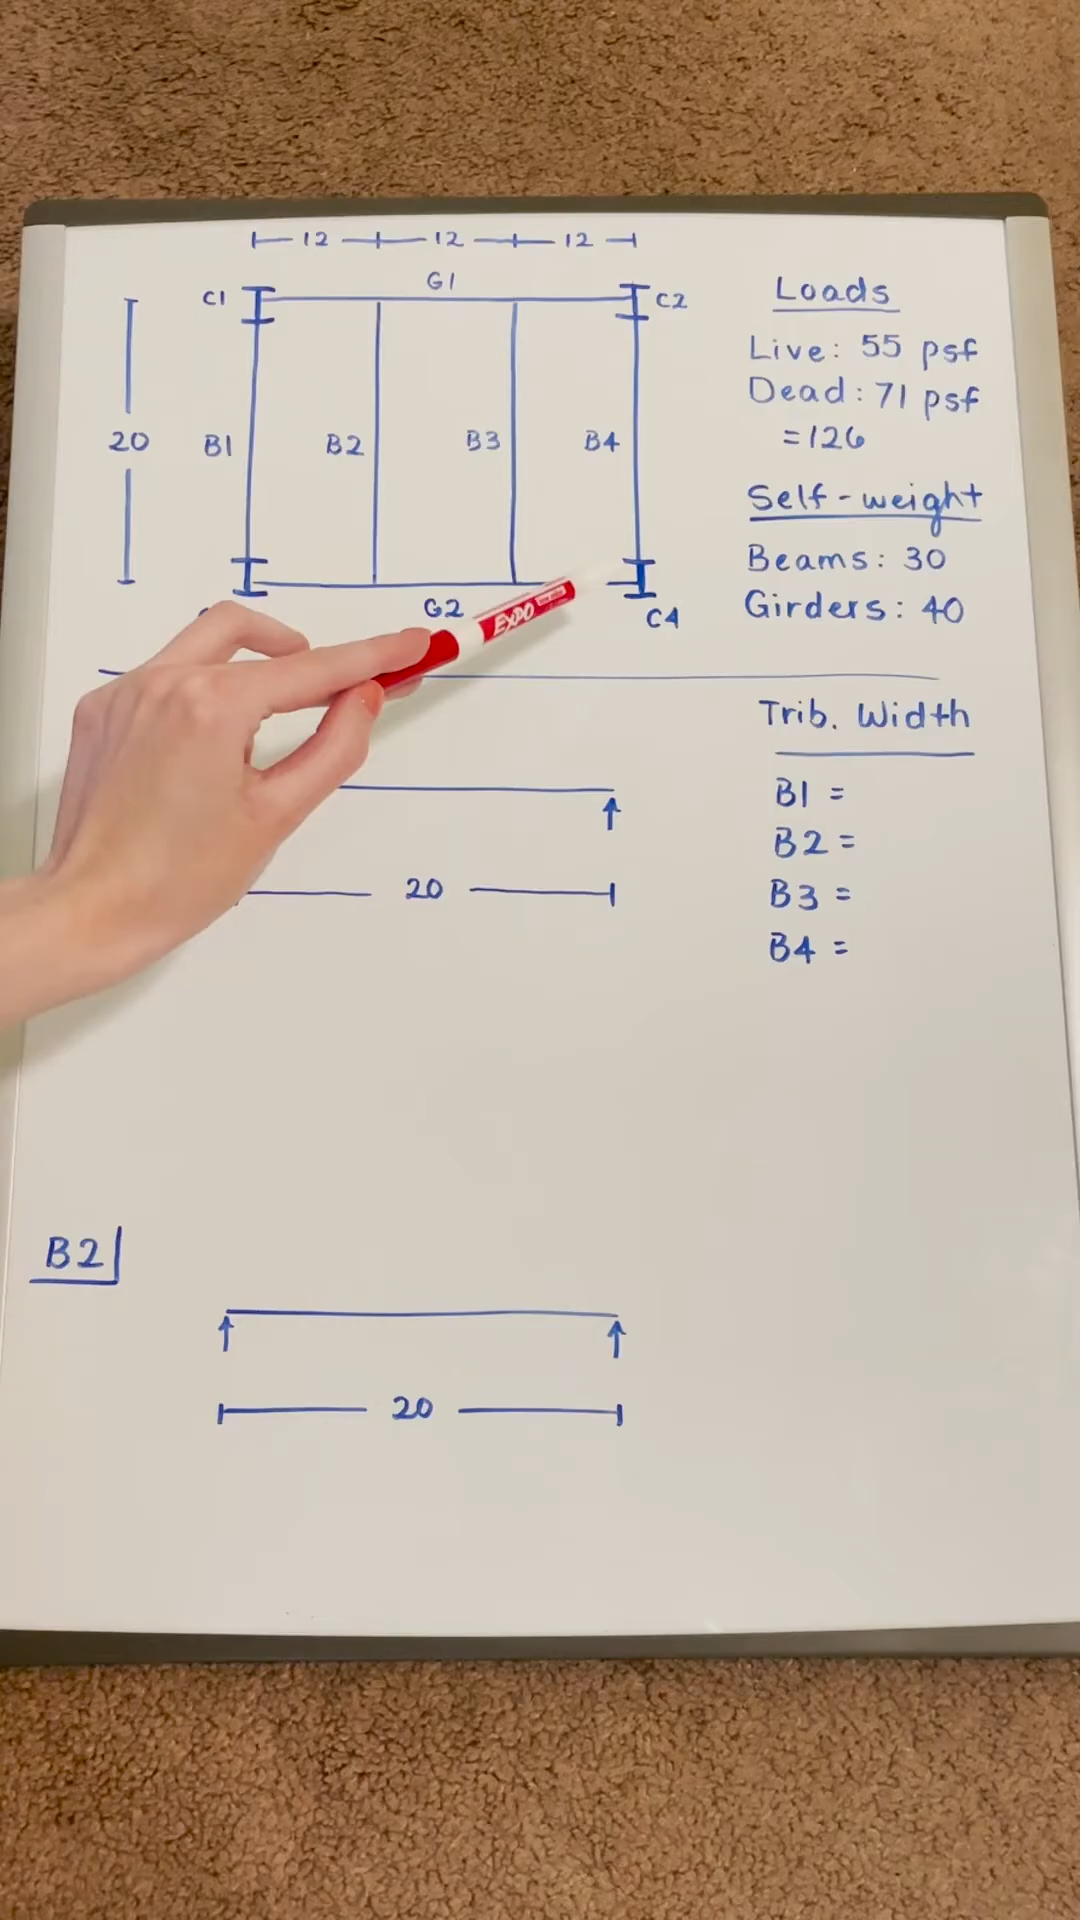 12 12 12
G1
C1 C2
20 B1 B2 B3 B4
G2
C4
Loads
Live: 55 psf
Dead: 71 psf
=126
Self-weight
Beams: 30
Girders: 40
EXPO
Trib. Width
B1 =
B2 =
B3 =
B4 =
20
B2
20